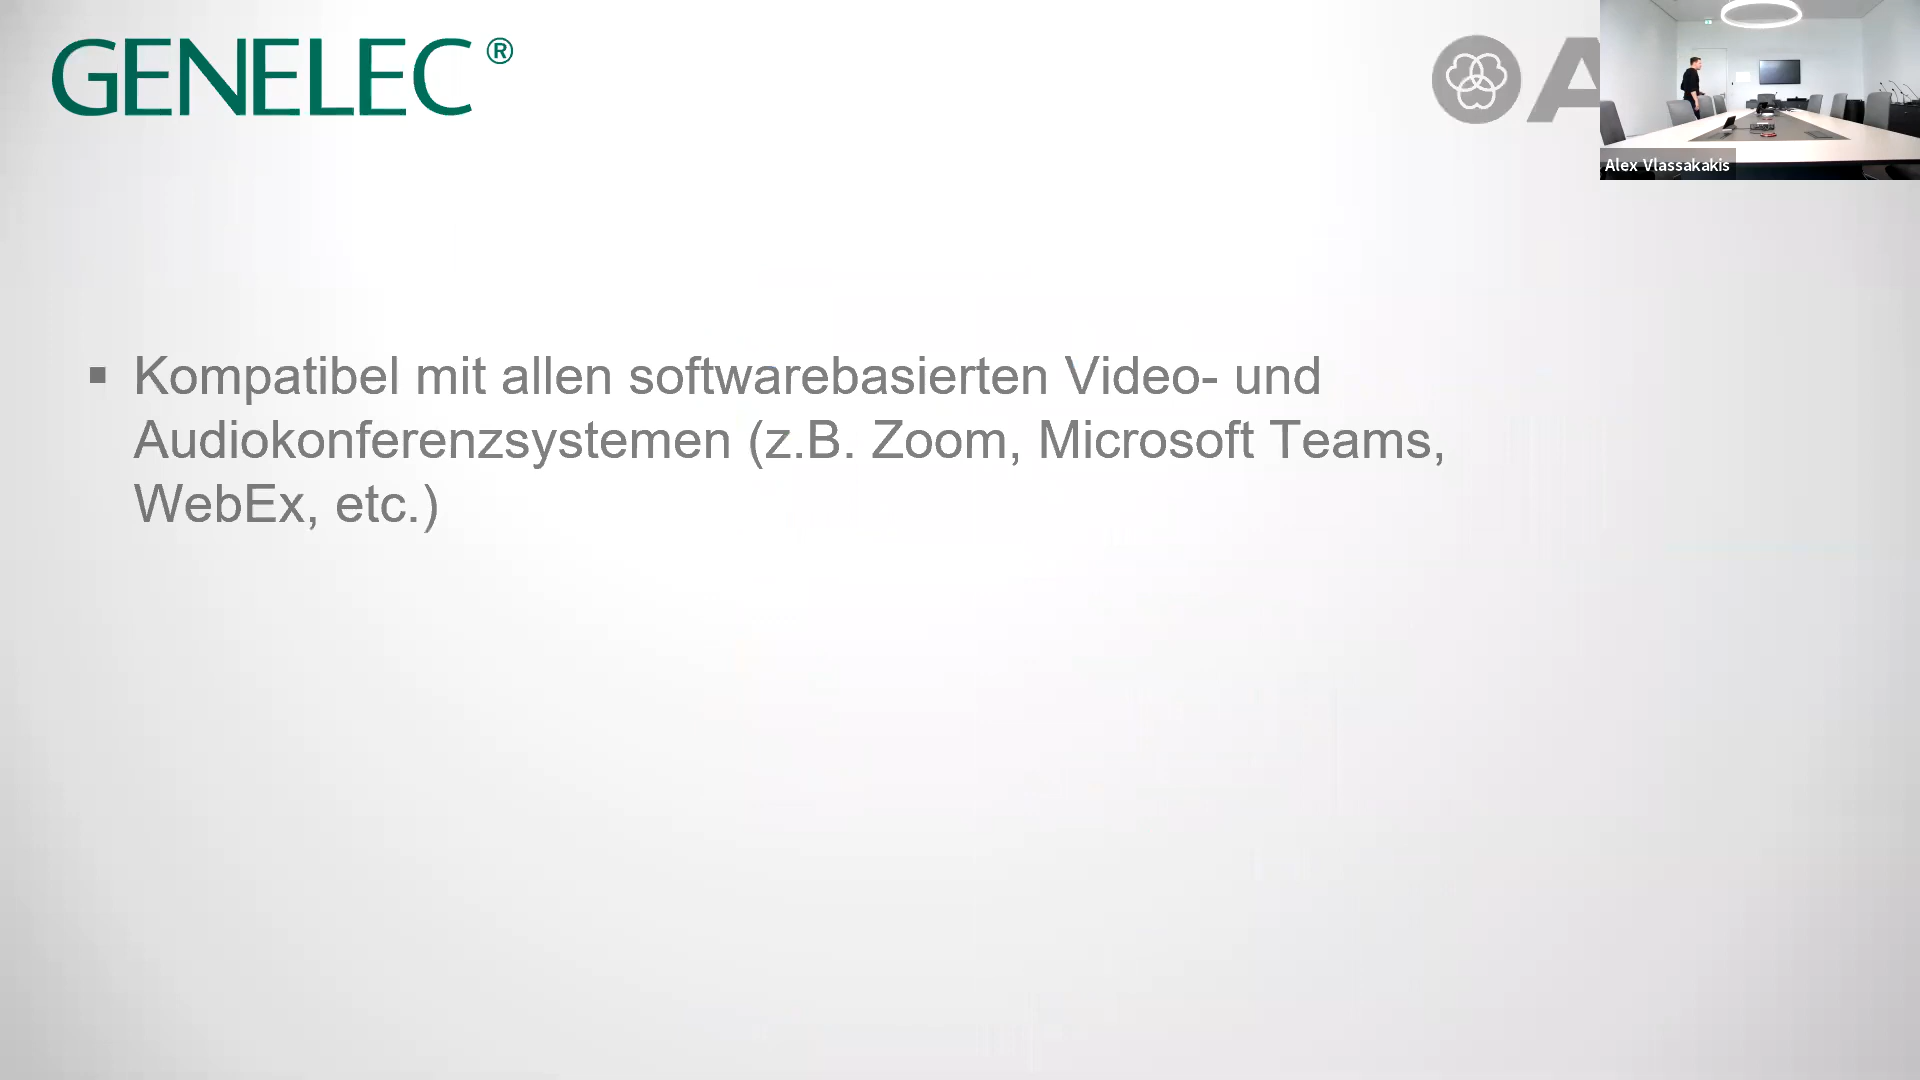 GENELEC®
A
Alex Vlassakakis
▪ Kompatibel mit allen softwarebasierten Video- und
Audiokonferenzsystemen (z.B. Zoom, Microsoft Teams,
WebEx, etc.)